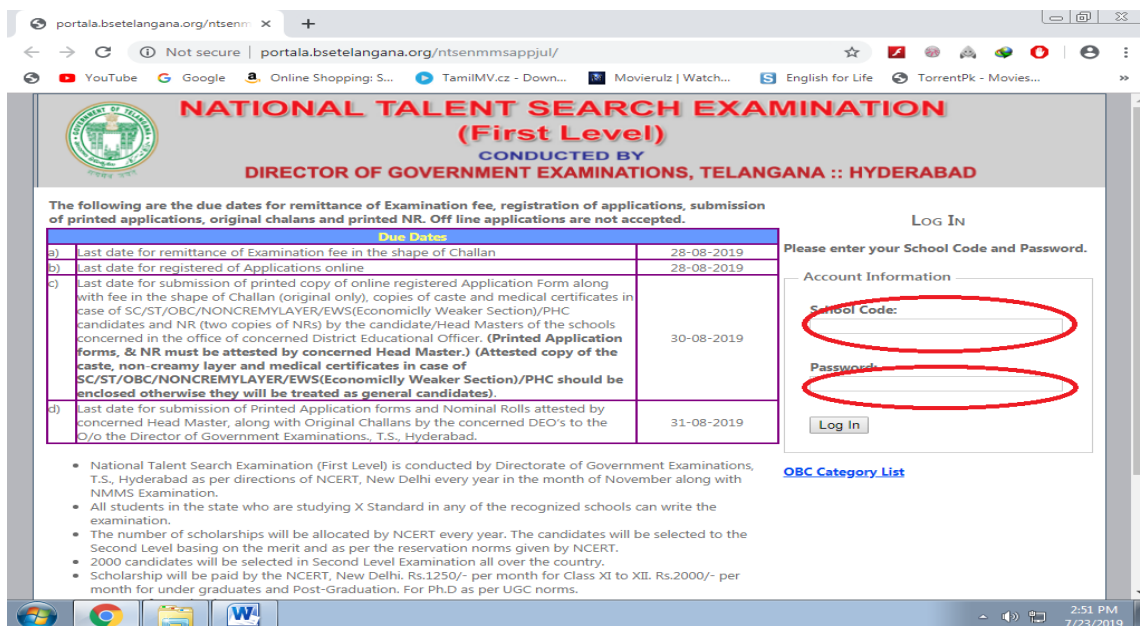 portala.bsetelangana.org/ntsenm
Not secure | portala.bsetelangana.org/ntsenmmsappjul/
YouTube Google Online Shopping: S... TamilMV.cz - Down... Movierulz | Watch... English for Life TorrentPk - Movies... »
NATIONAL TALENT SEARCH EXAMINATION
(First Level)
CONDUCTED BY
DIRECTOR OF GOVERNMENT EXAMINATIONS, TELANGANA :: HYDERABAD
The following are the due dates for remittance of Examination fee, registration of applications, submission
of printed applications, original chalans and printed NR. Off line applications are not accepted.
Due Dates
a) Last date for remittance of Examination fee in the shape of Challan 28-08-2019
b) Last date for registered of Applications online 28-08-2019
c) Last date for submission of printed copy of online registered Application Form along
with fee in the shape of Challan (original only), copies of caste and medical certificates in
case of SC/ST/OBC/NONCREMYLAYER/EWS(Economiclly Weaker Section)/PHC
candidates and NR (two copies of NRs) by the candidate/Head Masters of the schools
concerned in the office of concerned District Educational Officer. (Printed Application
forms, & NR must be attested by concerned Head Master.) (Attested copy of the
caste, non-creamy layer and medical certificates in case of
SC/ST/OBC/NONCREMYLAYER/EWS(Economiclly Weaker Section)/PHC should be
enclosed otherwise they will be treated as general candidates).
30-08-2019
d) Last date for submission of Printed Application forms and Nominal Rolls attested by
concerned Head Master, along with Original Challans by the concerned DEO's to the
O/o the Director of Government Examinations., T.S., Hyderabad.
31-08-2019
• National Talent Search Examination (First Level) is conducted by Directorate of Government Examinations,
T.S., Hyderabad as per directions of NCERT, New Delhi every year in the month of November along with
NMMS Examination.
• All students in the state who are studying X Standard in any of the recognized schools can write the
examination.
• The number of scholarships will be allocated by NCERT every year. The candidates will be selected to the
Second Level basing on the merit and as per the reservation norms given by NCERT.
• 2000 candidates will be selected in Second Level Examination all over the country.
• Scholarship will be paid by the NCERT, New Delhi. Rs.1250/- per month for Class XI to XII. Rs.2000/- per
month for under graduates and Post-Graduation. For Ph.D as per UGC norms.
LOG IN
Please enter your School Code and Password.
Account Information
School Code:
Password:
Log In
OBC Category List
2:51 PM
7/23/2019